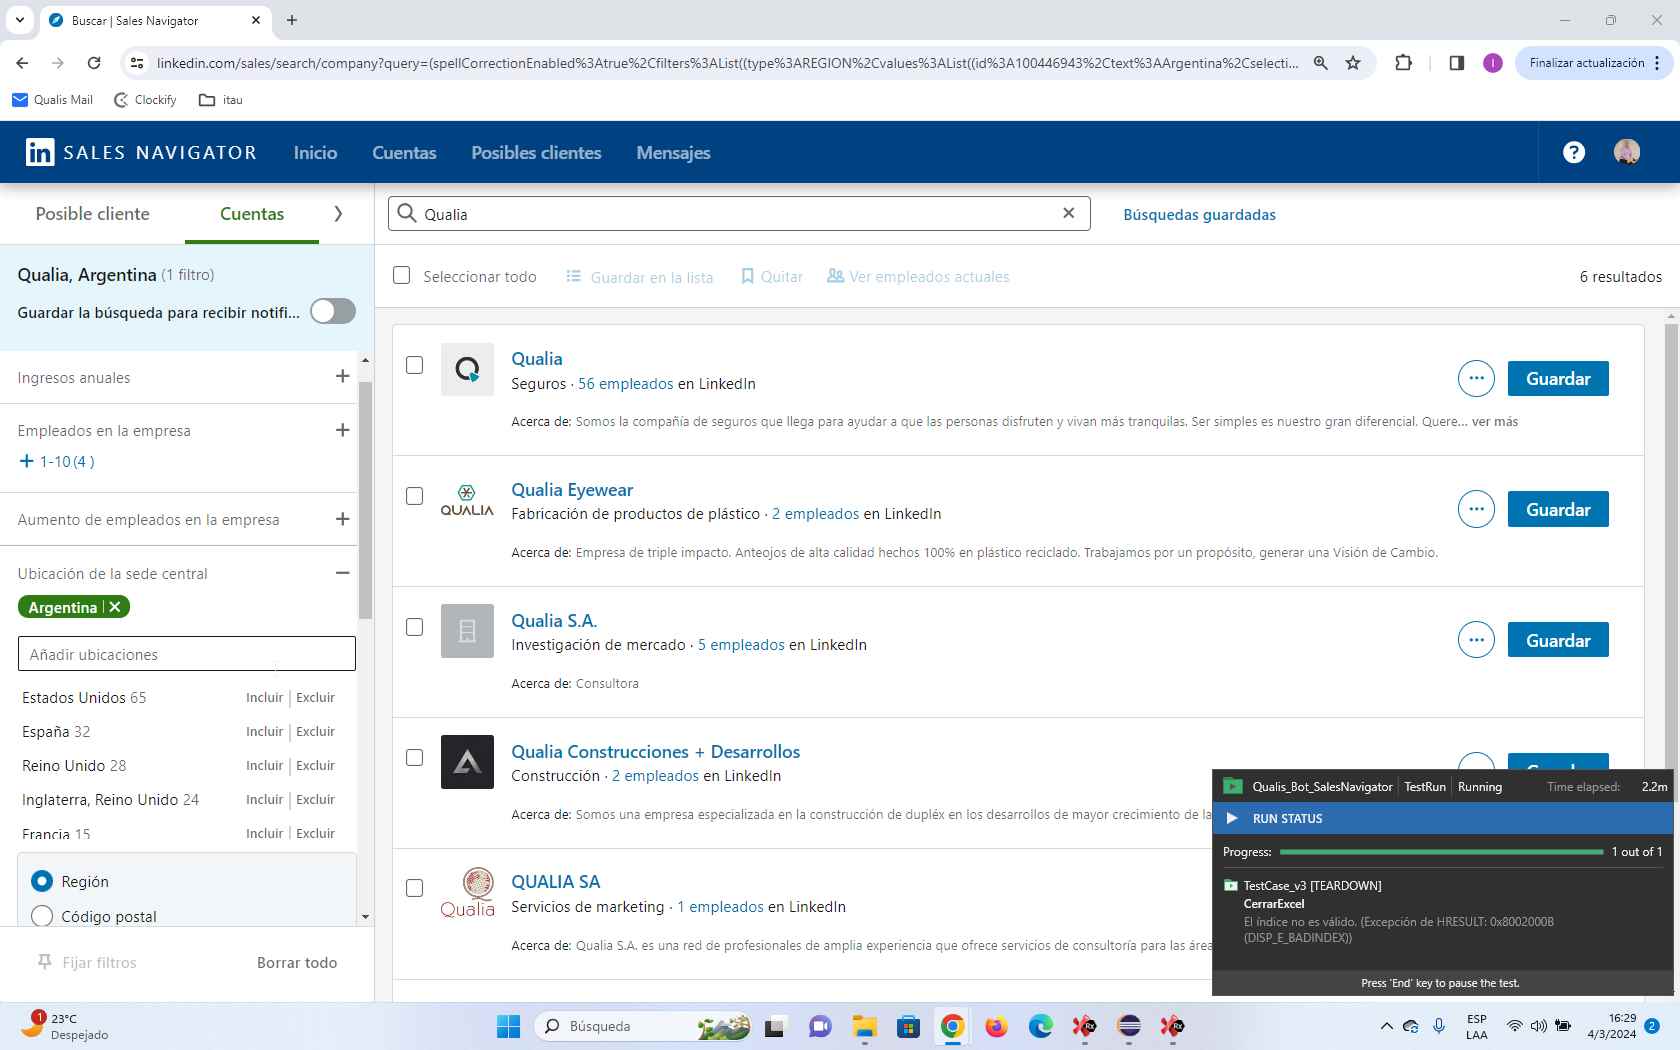 Buscar | Sales Navigator
linkedin.com/sales/search/company?query=(spellCorrectionEnabled%3Atrue%2Cfilters%3AList((type%3AREGION%2Cvalues%3AList((id%3A100446943%2Ctext%3AArgentina%2Cselecti...
I
Finalizar actualización
Qualis Mail
Clockify
itau
in SALES NAVIGATOR
Inicio
Cuentas
Posibles clientes
Mensajes
?
Posible cliente
Cuentas
Qualia
Búsquedas guardadas
Qualia, Argentina (1 filtro)
Guardar la búsqueda para recibir notifi...
Seleccionar todo
Guardar en la lista
Quitar
Ver empleados actuales
6 resultados
Ingresos anuales
Empleados en la empresa
1-10 (4 )
Aumento de empleados en la empresa
Ubicación de la sede central
Argentina
Añadir ubicaciones
Estados Unidos 65 Incluir | Excluir
España 32 Incluir | Excluir
Reino Unido 28 Incluir | Excluir
Inglaterra, Reino Unido 24 Incluir | Excluir
Francia 15 Incluir | Excluir
Región
Código postal
Fijar filtros
Borrar todo
Qualia
Seguros · 56 empleados en LinkedIn
Guardar
Acerca de: Somos la compañía de seguros que llega para ayudar a que las personas disfruten y vivan más tranquilas. Ser simples es nuestro gran diferencial. Quere... ver más
QUALIA
Qualia Eyewear
Fabricación de productos de plástico · 2 empleados en LinkedIn
Guardar
Acerca de: Empresa de triple impacto. Anteojos de alta calidad hechos 100% en plástico reciclado. Trabajamos por un propósito, generar una Visión de Cambio.
Qualia S.A.
Investigación de mercado · 5 empleados en LinkedIn
Guardar
Acerca de: Consultora
Qualia Construcciones + Desarrollos
Construcción · 2 empleados en LinkedIn
Guardar
Acerca de: Somos una empresa especializada en la construcción de dupléx en los desarrollos de mayor crecimiento de la
Qualia
QUALIA SA
Servicios de marketing · 1 empleados en LinkedIn
Acerca de: Qualia S.A. es una red de profesionales de amplia experiencia que ofrece servicios de consultoría para las área
Qualis_Bot_SalesNavigator
TestRun
Running
Time elapsed: 2.2m
RUN STATUS
Progress:
1 out of 1
TestCase_v3 [TEARDOWN]
CerrarExcel
El índice no es válido. (Excepción de HRESULT: 0x8002000B
(DISP_E_BADINDEX))
Press 'End' key to pause the test.
1
23°C
Despejado
Búsqueda
Rx
Rx
ESP
LAA
16:29
4/3/2024
2